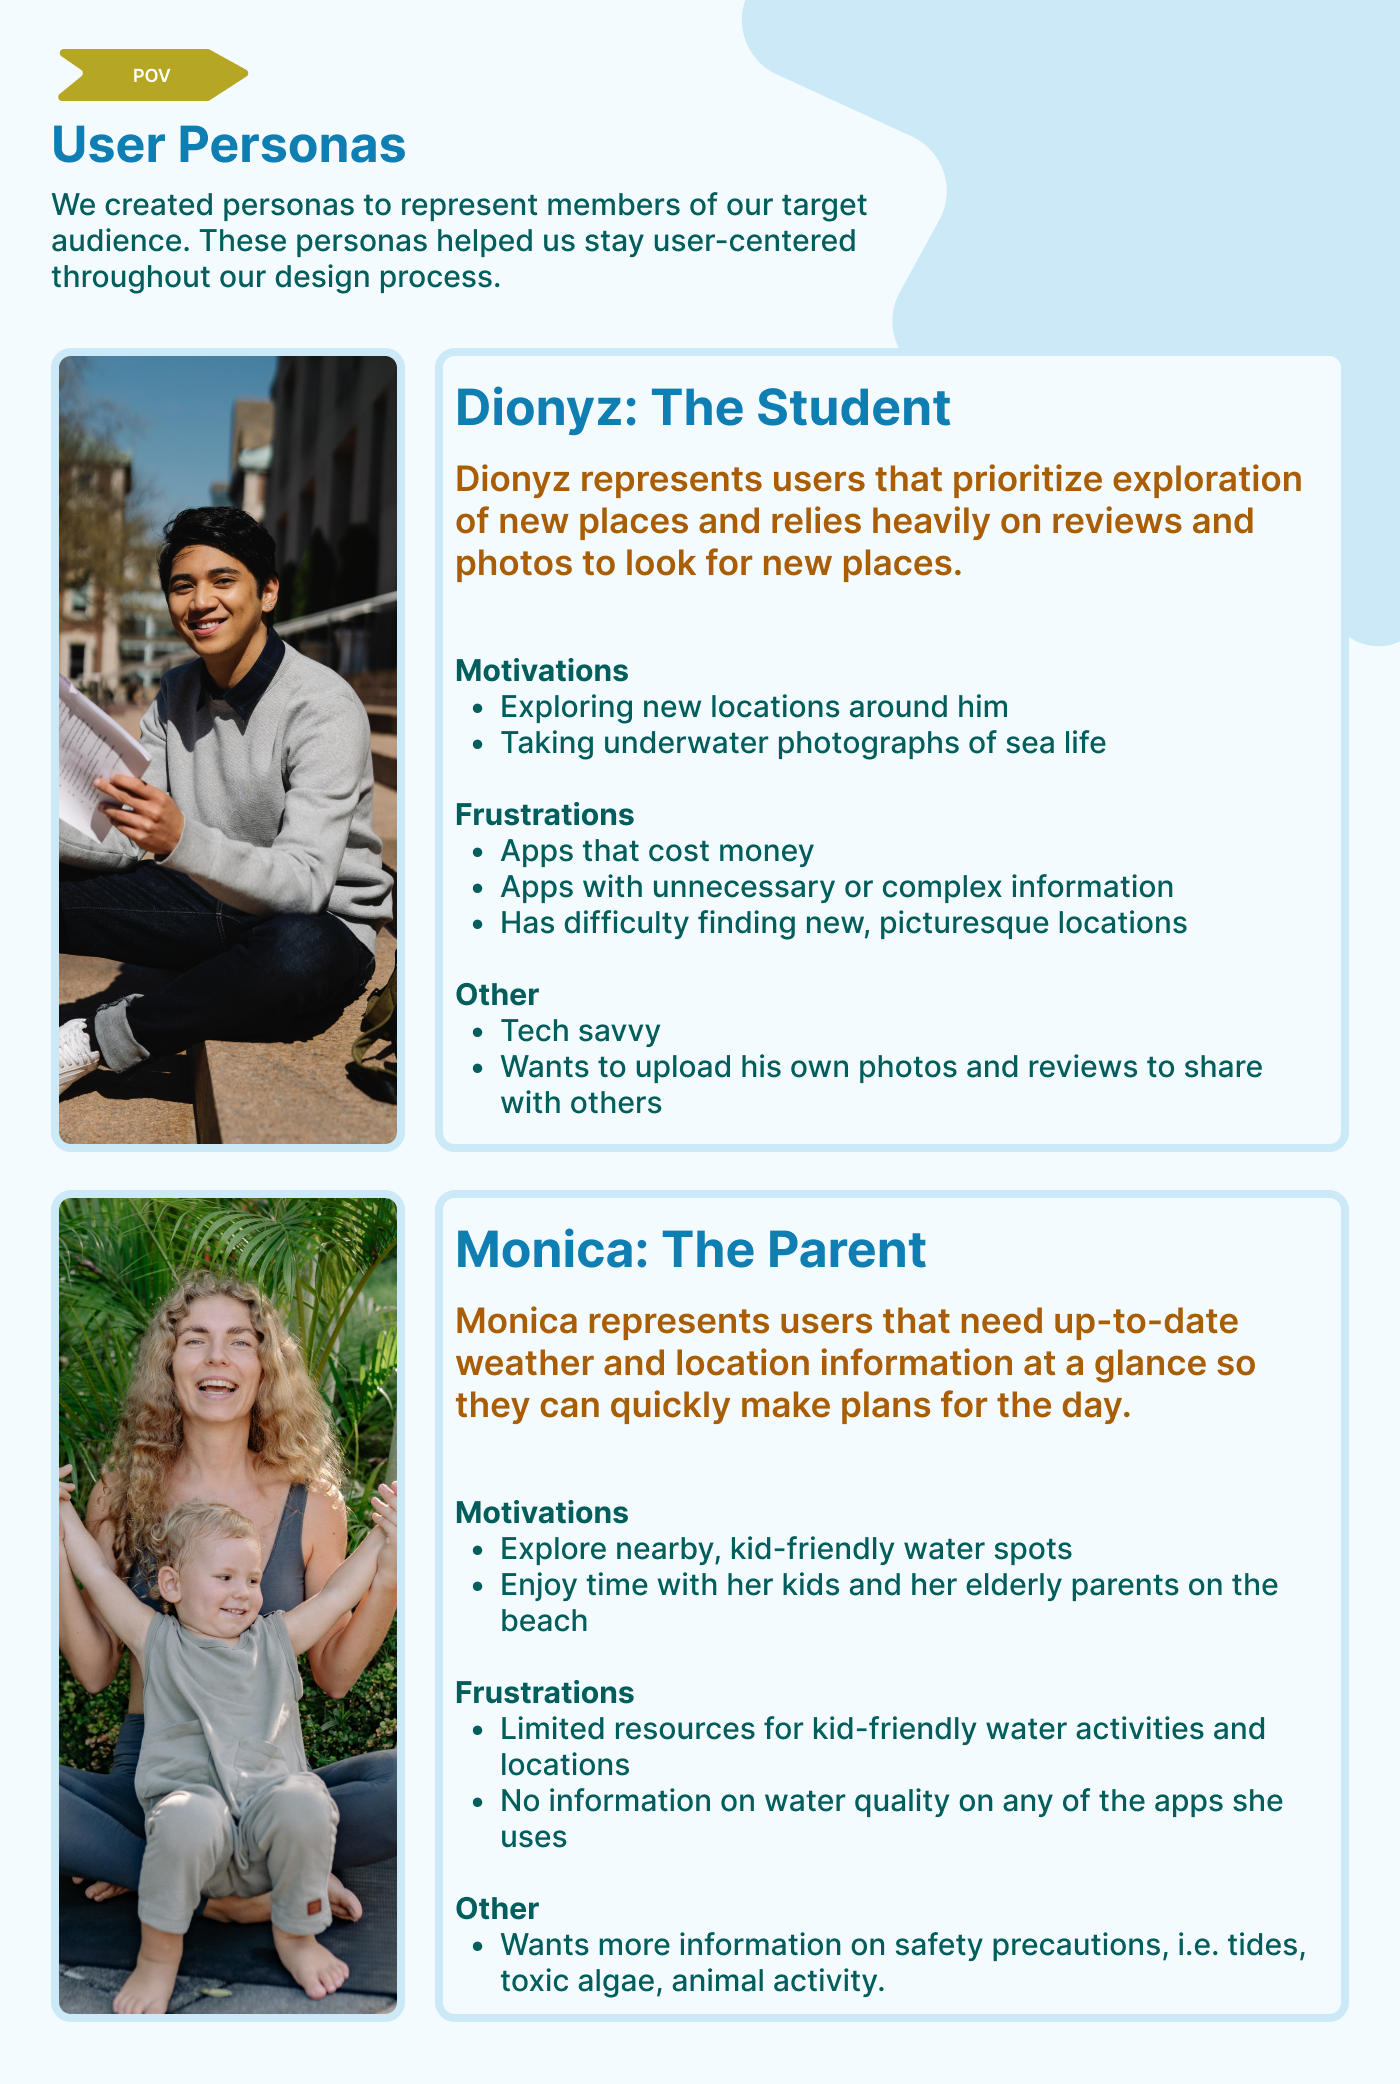 POV
User Personas
We created personas to represent members of our target
audience. These personas helped us stay user-centered
throughout our design process.
Dionyz: The Student
Dionyz represents users that prioritize exploration
of new places and relies heavily on reviews and
photos to look for new places.
Motivations
• Exploring new locations around him
• Taking underwater photographs of sea life
Frustrations
• Apps that cost money
• Apps with unnecessary or complex information
• Has difficulty finding new, picturesque locations
Other
• Tech savvy
• Wants to upload his own photos and reviews to share
with others
Monica: The Parent
Monica represents users that need up-to-date
weather and location information at a glance so
they can quickly make plans for the day.
Motivations
• Explore nearby, kid-friendly water spots
• Enjoy time with her kids and her elderly parents on the
beach
Frustrations
• Limited resources for kid-friendly water activities and
locations
• No information on water quality on any of the apps she
uses
Other
• Wants more information on safety precautions, i.e. tides,
toxic algae, animal activity.